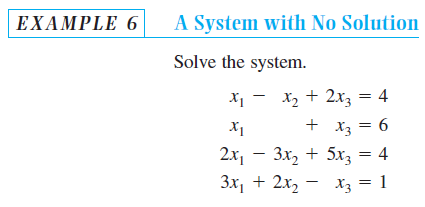 EXAMPLE 6 A System with No Solution
Solve the system.
x₁ − x₂ + 2x₃ = 4
x₁ + x₃ = 6
2x₁ − 3x₂ + 5x₃ = 4
3x₁ + 2x₂ − x₃ = 1